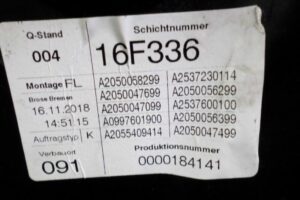 Q-Stand
004
Schichtnummer
16F336
Montage FL
Brose Bremen
16.11.2018
14:51:15
Auftragstyp K
Verbauort
091
A2050058299 A2537230114
A2050047099 A2050056299
A2050047699 A2537600100
A0997601900 A2050056399
A2055409414 A2050047499
Produktionsnummer
0000184141